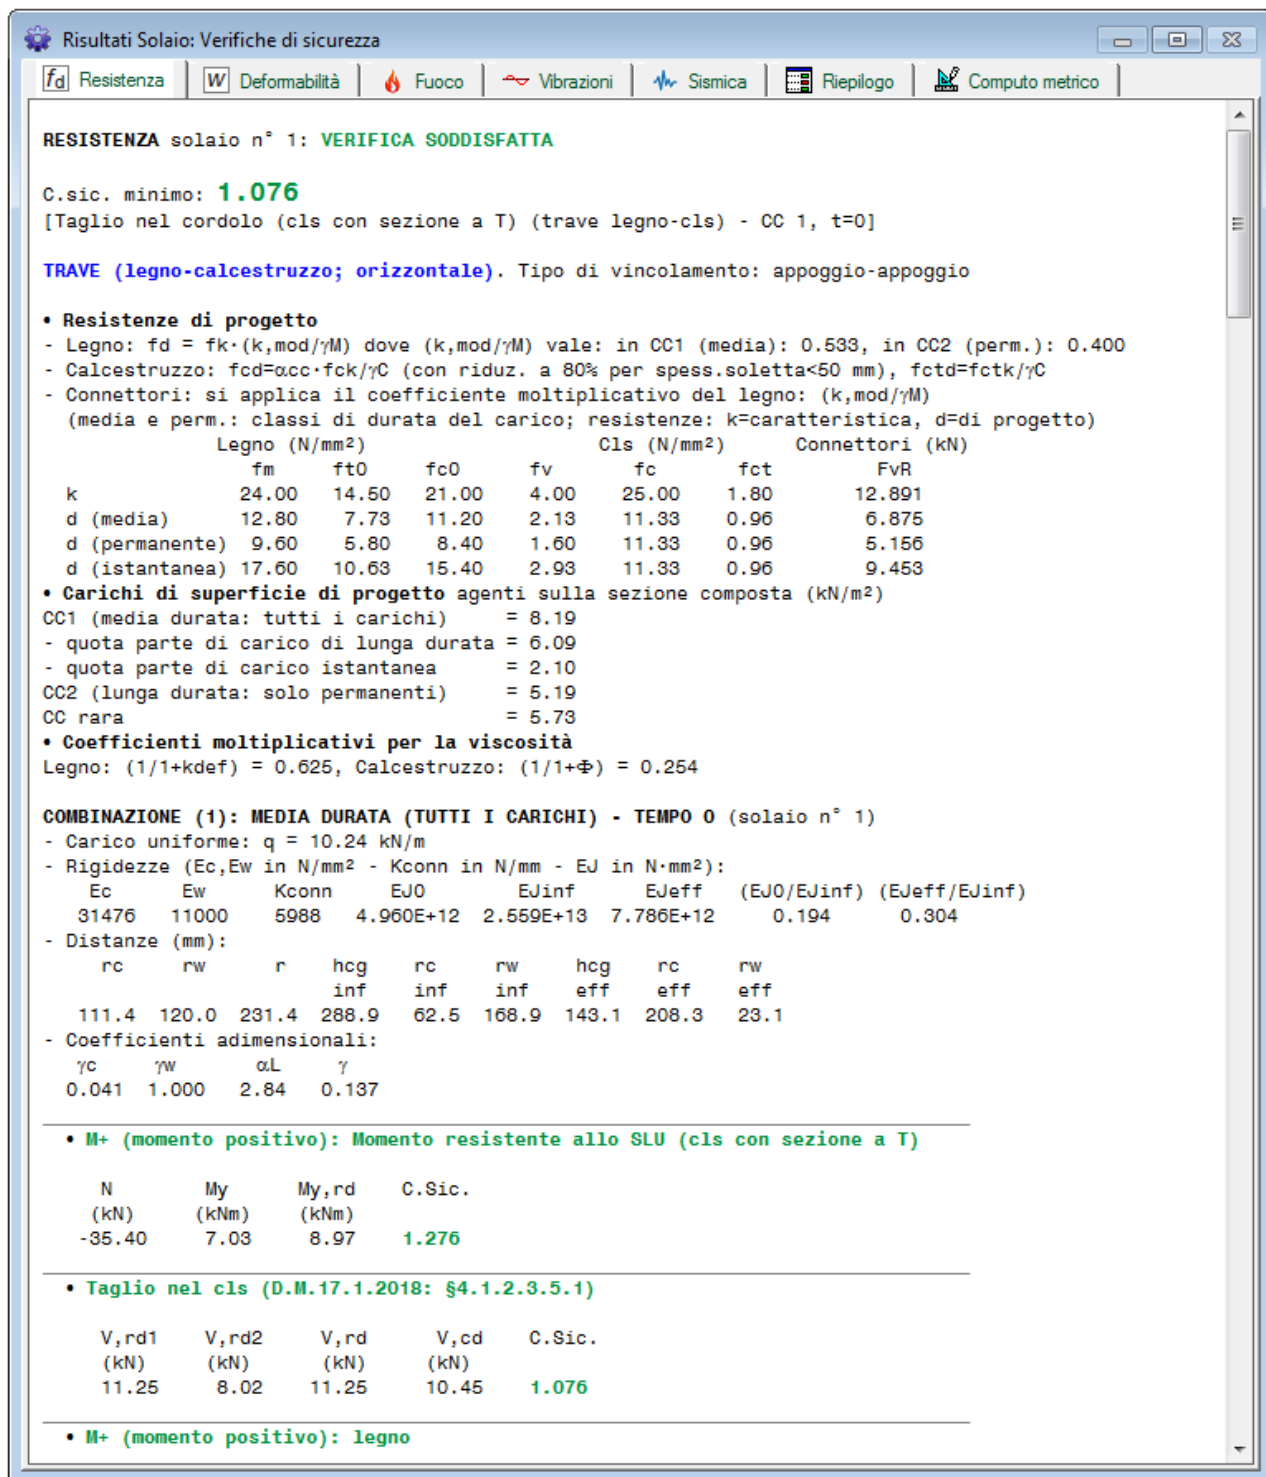 Risultati Solaio: Verifiche di sicurezza
fd Resistenza W Deformabilità Fuoco Vibrazioni Sismica Riepilogo Computo metrico
RESISTENZA solaio n° 1: VERIFICA SODDISFATTA
C.sic. minimo: 1.076
[Taglio nel cordolo (cls con sezione a T) (trave legno-cls) - CC 1, t=0]
TRAVE (legno-calcestruzzo; orizzontale). Tipo di vincolamento: appoggio-appoggio
• Resistenze di progetto
- Legno: fd = fk·(k,mod/γM) dove (k,mod/γM) vale: in CC1 (media): 0.533, in CC2 (perm.): 0.400
- Calcestruzzo: fcd=αcc·fck/γC (con riduz. a 80% per spess.soletta<50 mm), fctd=fctk/γC
- Connettori: si applica il coefficiente moltiplicativo del legno: (k,mod/γM)
(media e perm.: classi di durata del carico; resistenze: k=caratteristica, d=di progetto)
Legno (N/mm²) Cls (N/mm²) Connettori (kN)
fm ft0 fc0 fv fc fct FvR
k 24.00 14.50 21.00 4.00 25.00 1.80 12.891
d (media) 12.80 7.73 11.20 2.13 11.33 0.96 6.875
d (permanente) 9.60 5.80 8.40 1.60 11.33 0.96 5.156
d (istantanea) 17.60 10.63 15.40 2.93 11.33 0.96 9.453
• Carichi di superficie di progetto agenti sulla sezione composta (kN/m²)
CC1 (media durata: tutti i carichi) = 8.19
- quota parte di carico di lunga durata = 6.09
- quota parte di carico istantanea = 2.10
CC2 (lunga durata: solo permanenti) = 5.19
CC rara = 5.73
• Coefficienti moltiplicativi per la viscosità
Legno: (1/1+kdef) = 0.625, Calcestruzzo: (1/1+Φ) = 0.254
COMBINAZIONE (1): MEDIA DURATA (TUTTI I CARICHI) - TEMPO 0 (solaio n° 1)
- Carico uniforme: q = 10.24 kN/m
- Rigidezze (Ec,Ew in N/mm² - Kconn in N/mm - EJ in N·mm²):
Ec Ew Kconn EJ0 EJinf EJeff (EJ0/EJinf) (EJeff/EJinf)
31476 11000 5988 4.960E+12 2.559E+13 7.786E+12 0.194 0.304
- Distanze (mm):
rc rw r hcg rc rw hcg rc rw
inf inf inf eff eff eff
111.4 120.0 231.4 288.9 62.5 168.9 143.1 208.3 23.1
- Coefficienti adimensionali:
γc γw αL γ
0.041 1.000 2.84 0.137
• M+ (momento positivo): Momento resistente allo SLU (cls con sezione a T)
N My My,rd C.Sic.
(kN) (kNm) (kNm)
-35.40 7.03 8.97 1.276
• Taglio nel cls (D.M.17.1.2018: §4.1.2.3.5.1)
V,rd1 V,rd2 V,rd V,cd C.Sic.
(kN) (kN) (kN) (kN)
11.25 8.02 11.25 10.45 1.076
• M+ (momento positivo): legno